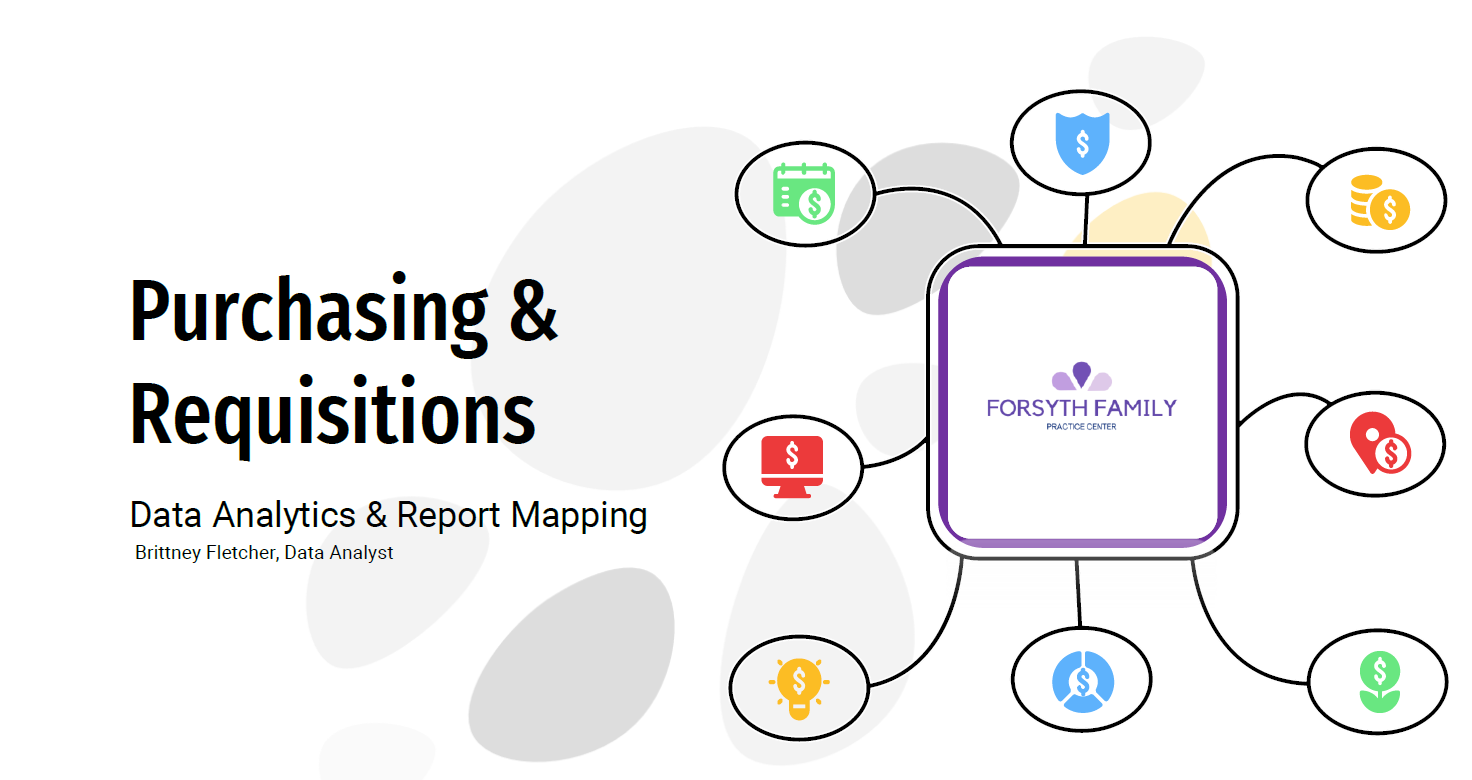 Purchasing &
Requisitions
Data Analytics & Report Mapping
Brittney Fletcher, Data Analyst
$
$
$
$
FORSYTH FAMILY
PRACTICE CENTER
$
$
$
$